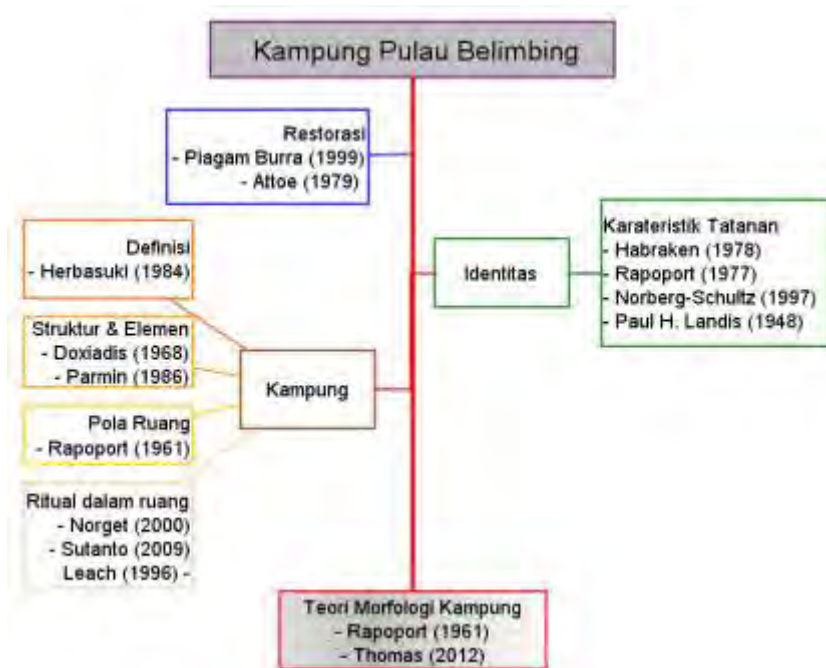 Kampung Pulau Belimbing
Restorasi
- Piagam Burra (1999)
- Attoe (1979)
Definisi
- Herbasuki (1984)
Struktur & Elemen
- Doxiadis (1968)
- Parmin (1986)
Pola Ruang
- Rapoport (1961)
Ritual dalam ruang
- Norget (2000)
- Sutanto (2009)
Leach (1996) -
Kampung
Identitas
Karateristik Tatanan
- Habraken (1978)
- Rapoport (1977)
- Norberg-Schultz (1997)
- Paul H. Landis (1948)
Teori Morfologi Kampung
- Rapoport (1961)
- Thomas (2012)